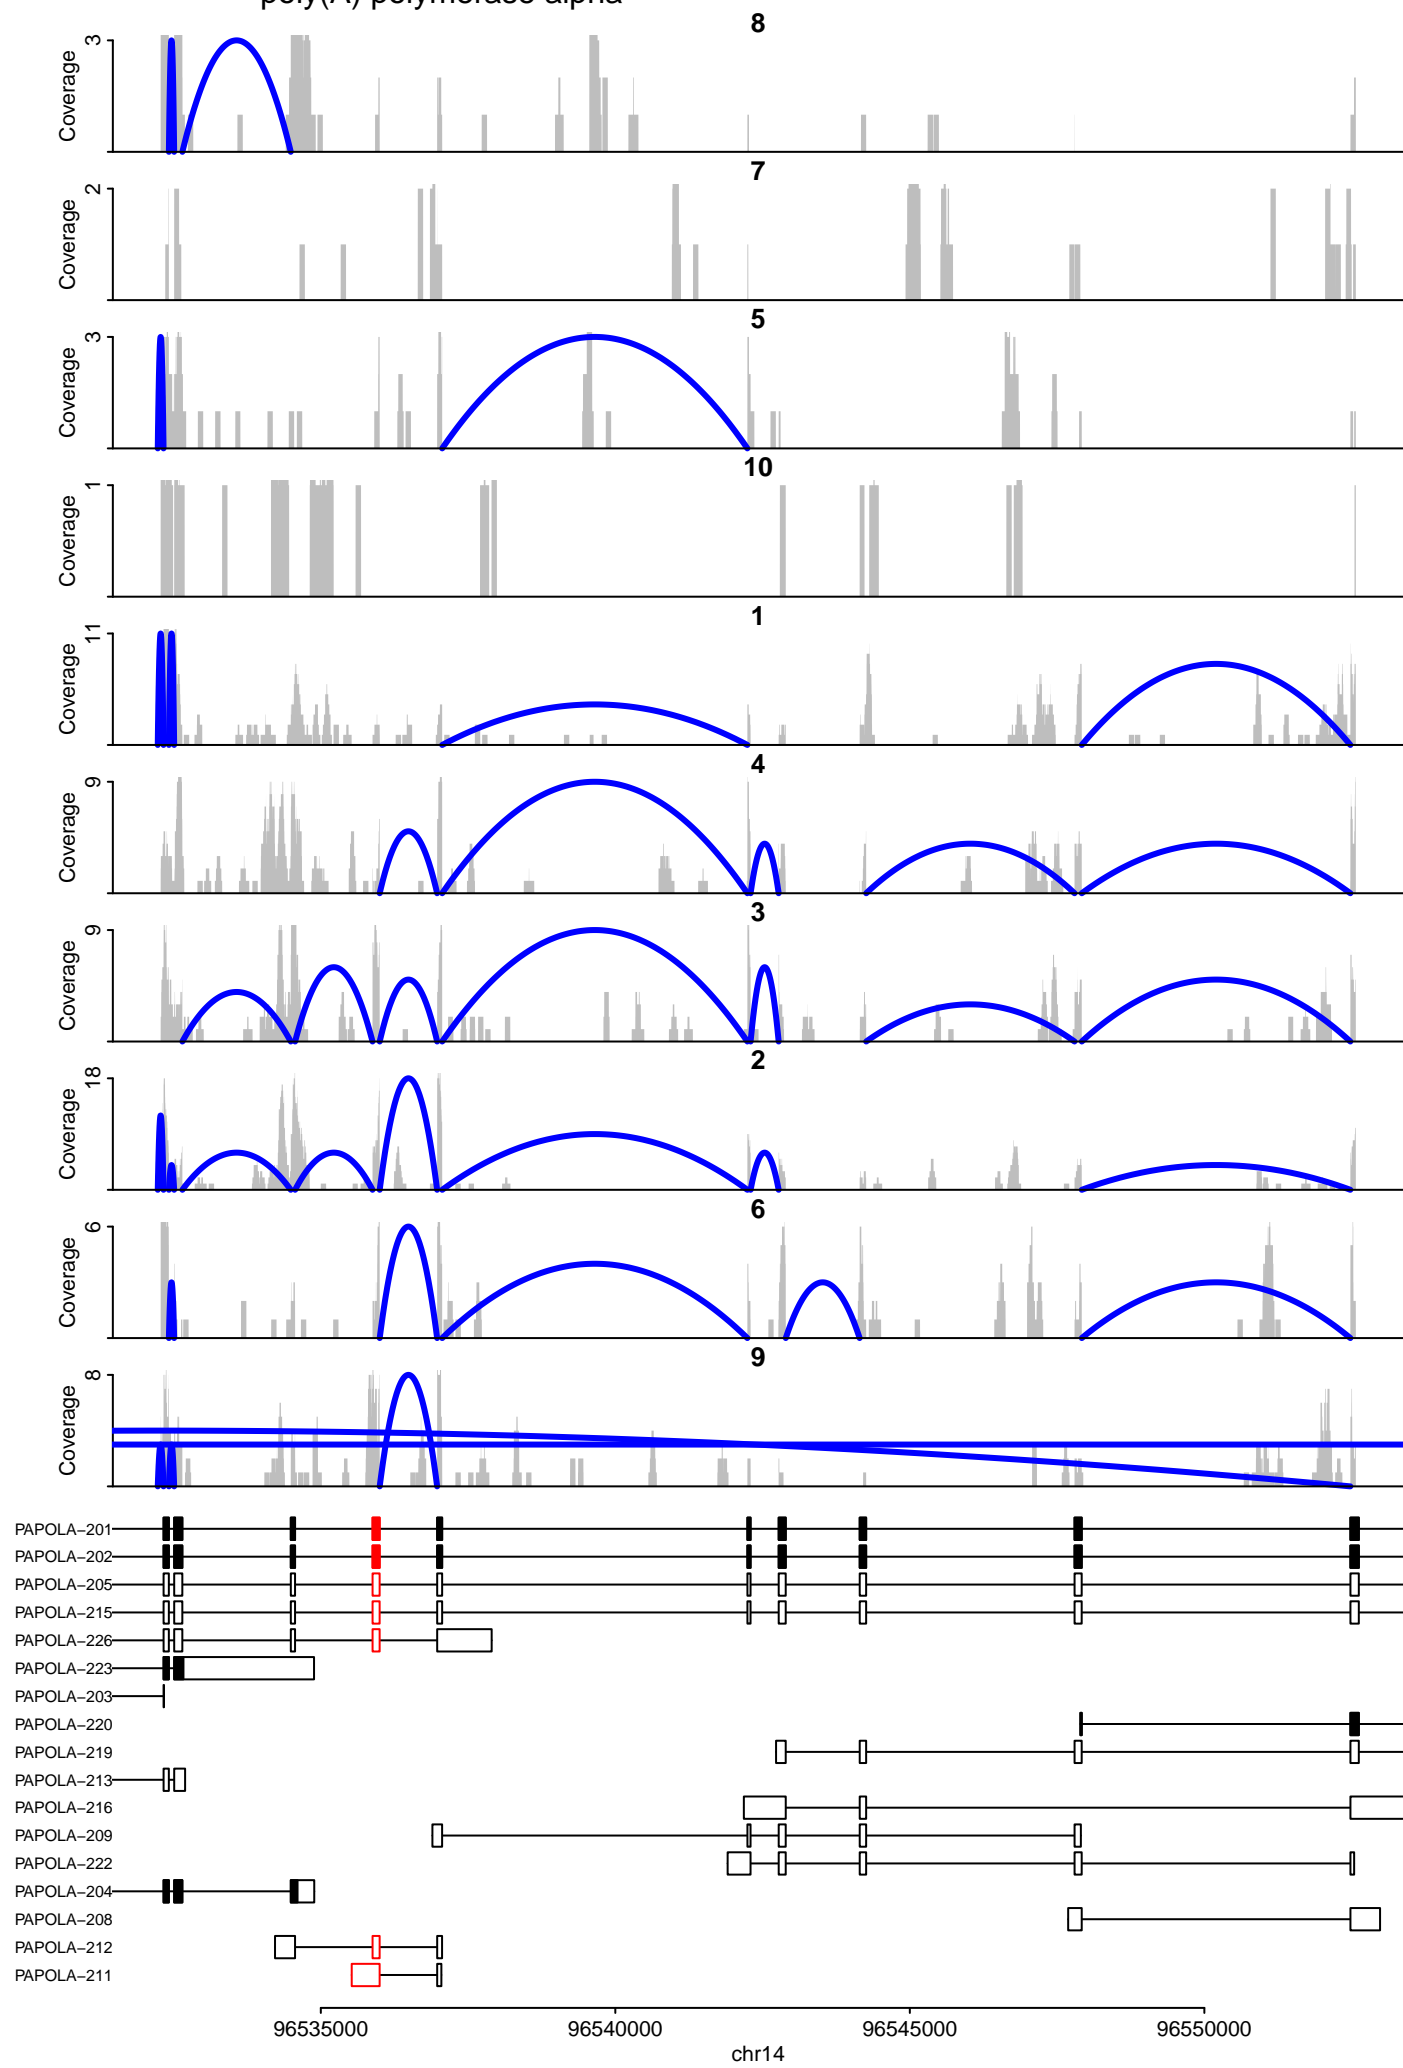 poly(A) polymerase alpha
8
Coverage
3
7
Coverage
2
5
Coverage
3
10
Coverage
1
1
Coverage
11
4
Coverage
9
3
Coverage
9
2
Coverage
18
6
Coverage
6
9
Coverage
8
PAPOLA−201
PAPOLA−202
PAPOLA−205
PAPOLA−215
PAPOLA−226
PAPOLA−223
PAPOLA−203
PAPOLA−220
PAPOLA−219
PAPOLA−213
PAPOLA−216
PAPOLA−209
PAPOLA−222
PAPOLA−204
PAPOLA−208
PAPOLA−212
PAPOLA−211
96535000 96540000 96545000 96550000
chr14